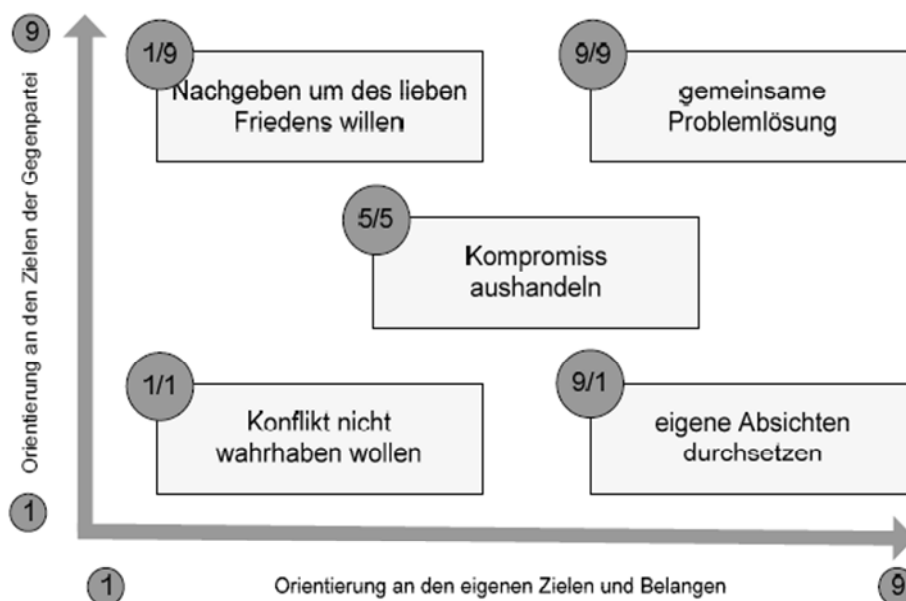 9
Orientierung an den Zielen der Gegenpartei
1
1/9
Nachgeben um des lieben
Friedens willen
9/9
gemeinsame
Problemlösung
5/5
Kompromiss
aushandeln
1/1
Konflikt nicht
wahrhaben wollen
9/1
eigene Absichten
durchsetzen
1
Orientierung an den eigenen Zielen und Belangen
9